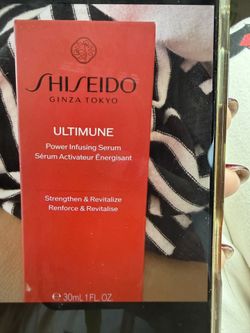 SHISEIDO
GINZA TOKYO
ULTIMUNE
Power Infusing Serum
Sérum Activateur Énergisant
Strengthen & Revitalize
Renforce & Revitalise
℮ 30mL 1 FL. OZ.